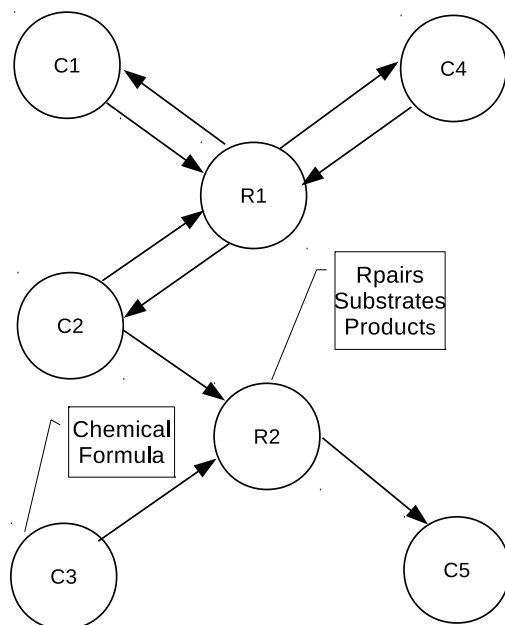 C1
C4
R1
Rpairs
Substrates
Products
C2
Chemical
Formula
R2
C3
C5